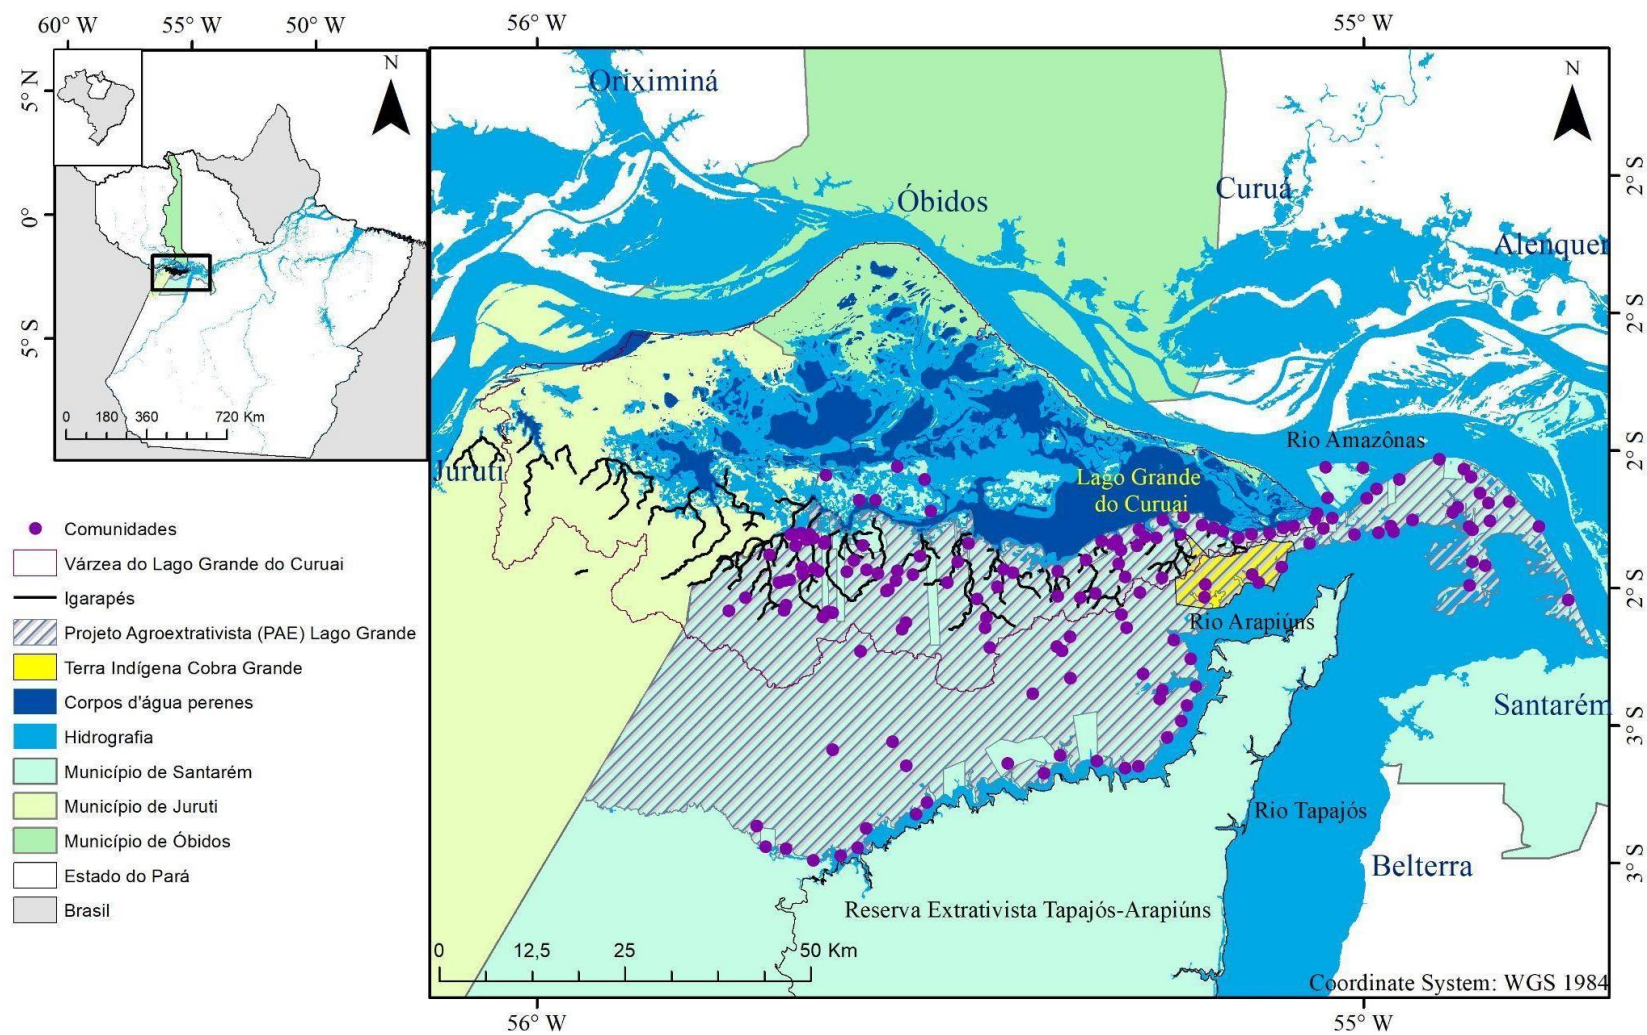 60° W
55° W
50° W
5° N
0°
5° S
N
0
180
360
720 Km
56° W
55° W
N
2° S
2° S
2° S
2° S
3° S
3° S
Oriximiná
Óbidos
Curuá
Alenquer
Juruti
Rio Amazônas
Lago Grande
do Curuai
Rio Arapiúns
Santarém
Rio Tapajós
Belterra
Reserva Extrativista Tapajós-Arapiúns
0
12,5
25
50 Km
Coordinate System: WGS 1984
56° W
55° W
Comunidades
Várzea do Lago Grande do Curuai
Igarapés
Projeto Agroextrativista (PAE) Lago Grande
Terra Indígena Cobra Grande
Corpos d'água perenes
Hidrografia
Município de Santarém
Município de Juruti
Município de Óbidos
Estado do Pará
Brasil